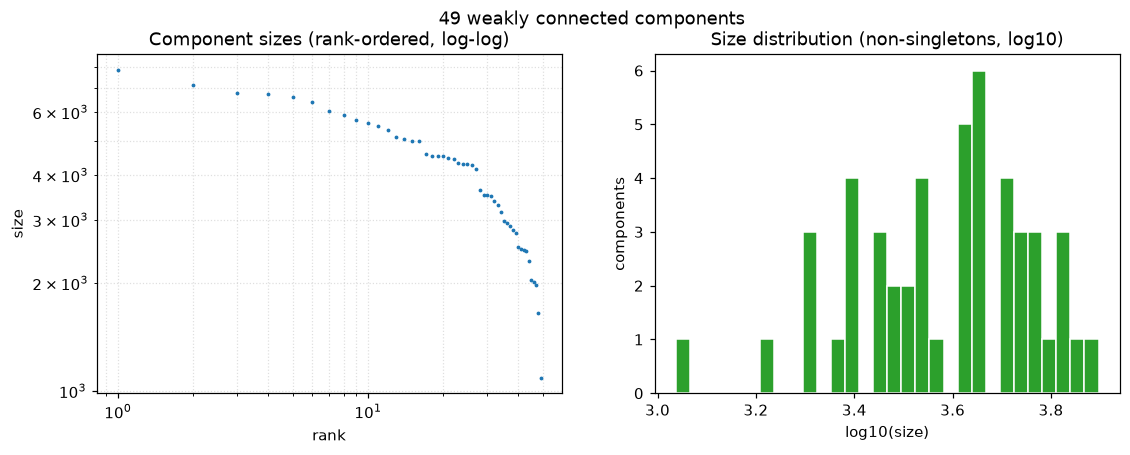 49 weakly connected components
Component sizes (rank-ordered, log-log)
6 × 10³
4 × 10³
3 × 10³
2 × 10³
10³
size
10⁰ 10¹
rank
Size distribution (non-singletons, log10)
6
5
4
3
2
1
0
components
3.0 3.2 3.4 3.6 3.8
log10(size)